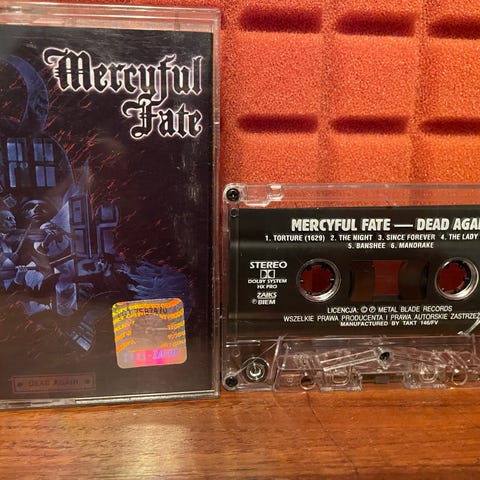 Mercyful
Fate
DEAD AGAIN
MERCYFUL FATE — DEAD AGAI
1. TORTURE (1629) 2. THE NIGHT 3. SINCE FOREVER 4. THE LADY
5. BANSHEE 6. MANDRAKE
STEREO
DOLBY SYSTEM
HX PRO
ZAIKS
BIEM
LICENCJA: © ℗ METAL BLADE RECORDS
WSZELKIE PRAWA PRODUCENTA I PRAWA AUTORSKIE ZASTRZEŻ
MANUFACTURED BY TAKT 146/FV